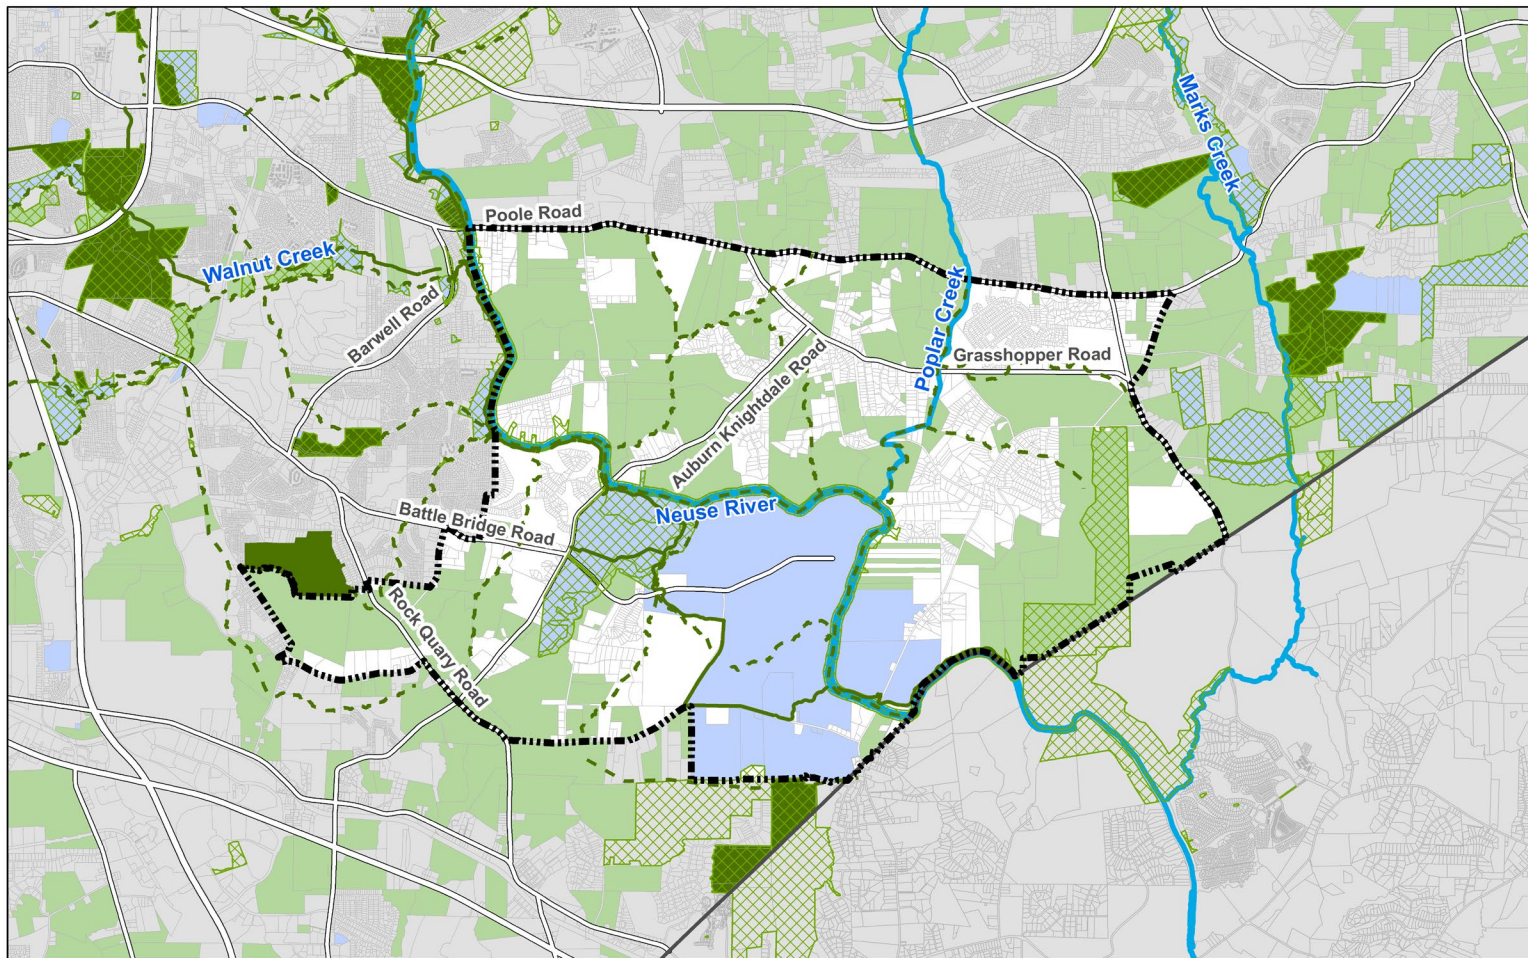 Marks Creek
Poole Road
Walnut Creek
Barwell Road
Poplar Creek
Grasshopper Road
Auburn Knightdale Road
Neuse River
Battle Bridge Road
Rock Quary Road